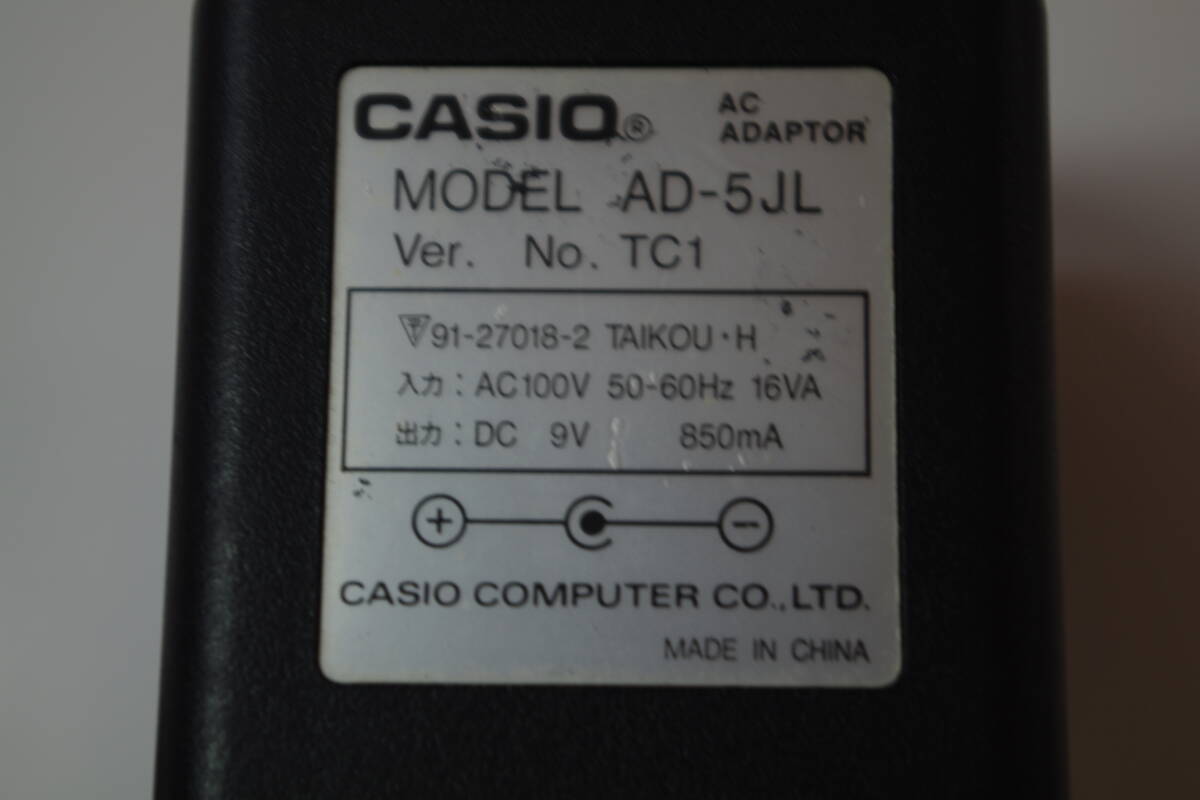 CASIO® AC
ADAPTOR
MODEL AD-5JL
Ver. No. TC1
91-27018-2 TAIKOU·H
入力：AC100V 50-60Hz 16VA
出力：DC 9V 850mA
CASIO COMPUTER CO.,LTD.
MADE IN CHINA